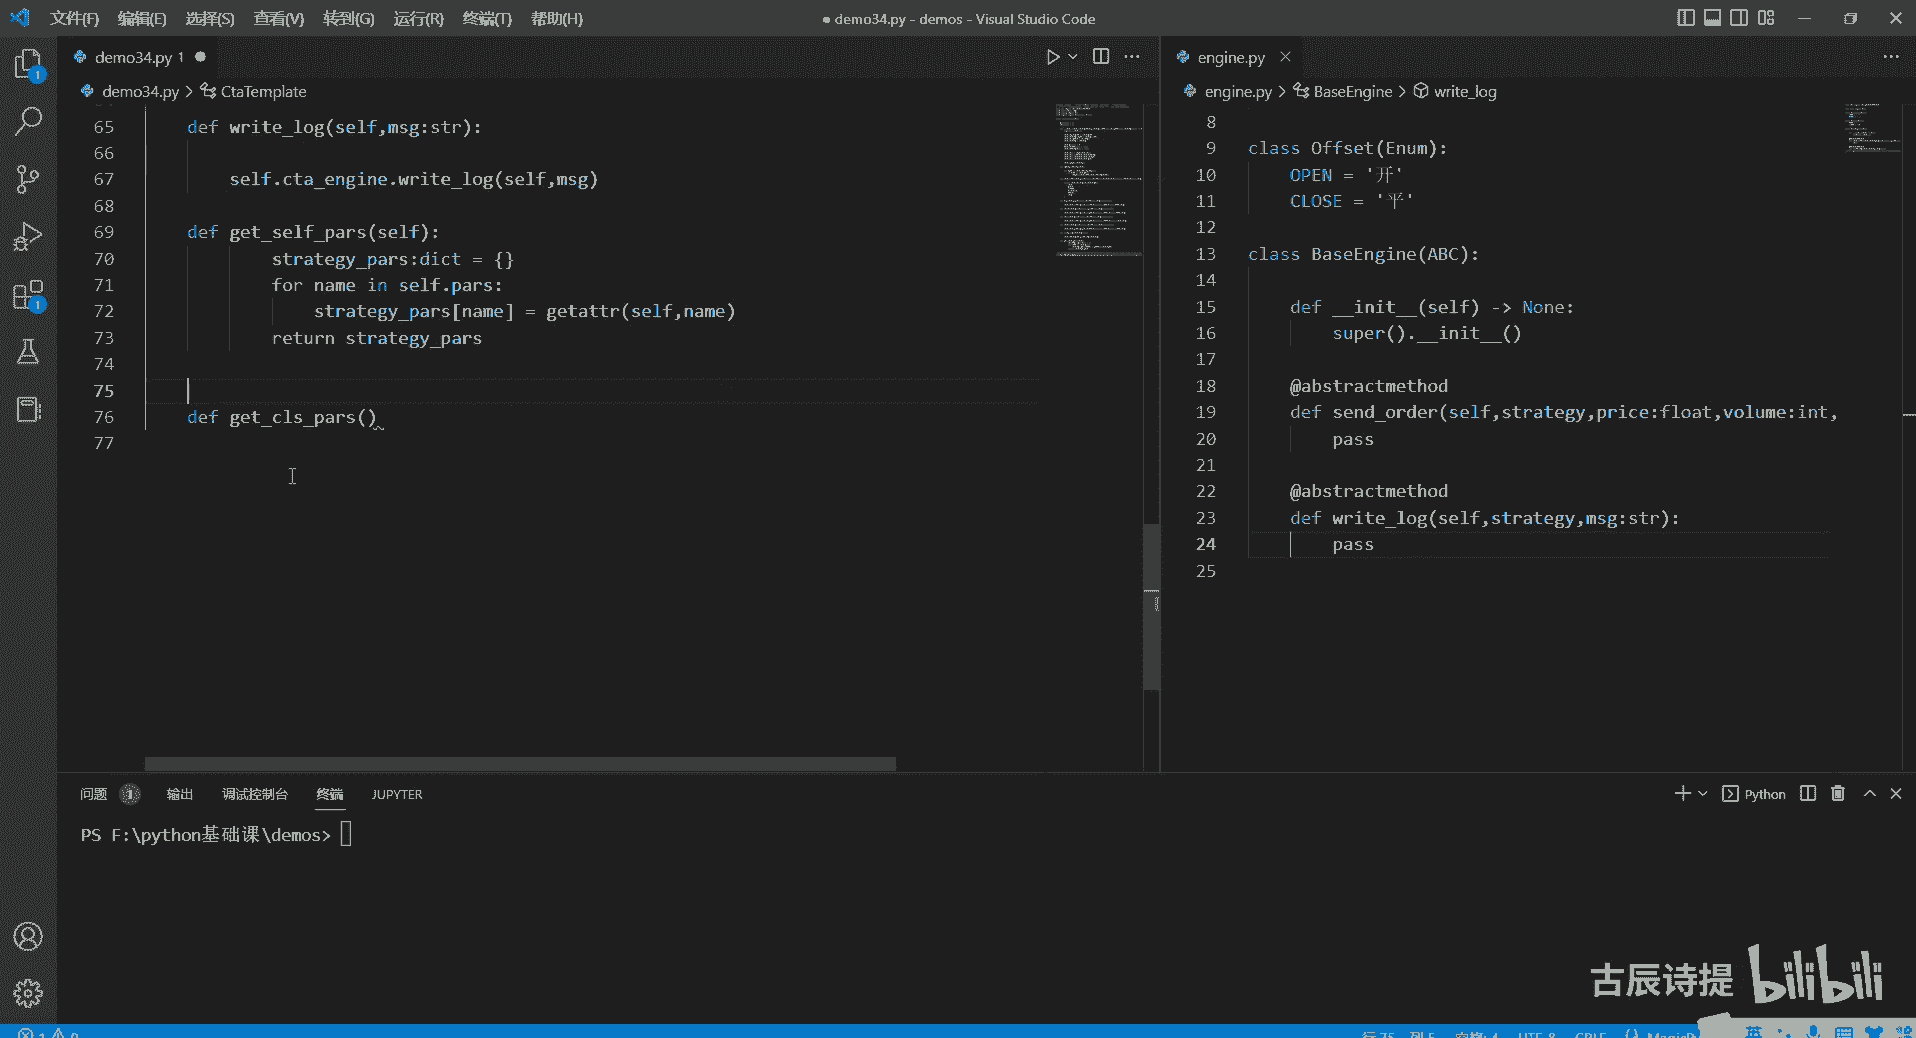 文件(F) 编辑(E) 选择(S) 查看(V) 转到(G) 运行(R) 终端(T) 帮助(H)
● demo34.py - demos - Visual Studio Code
demo34.py 1 ●
demo34.py > CtaTemplate
65 def write_log(self,msg:str):
66
67 self.cta_engine.write_log(self,msg)
68
69 def get_self_pars(self):
70 strategy_pars:dict = {}
71 for name in self.pars:
72 strategy_pars[name] = getattr(self,name)
73 return strategy_pars
74
75
76 def get_cls_pars()
77
engine.py
engine.py > BaseEngine > write_log
8
9 class Offset(Enum):
10 OPEN = '开'
11 CLOSE = '平'
12
13 class BaseEngine(ABC):
14
15 def __init__(self) -> None:
16 super().__init__()
17
18 @abstractmethod
19 def send_order(self,strategy,price:float,volume:int,
20 pass
21
22 @abstractmethod
23 def write_log(self,strategy,msg:str):
24 pass
25
1
1
问题 1 输出 调试控制台 终端 JUPYTER
Python
PS F:\python基础课\demos>
古辰诗提 bilibili